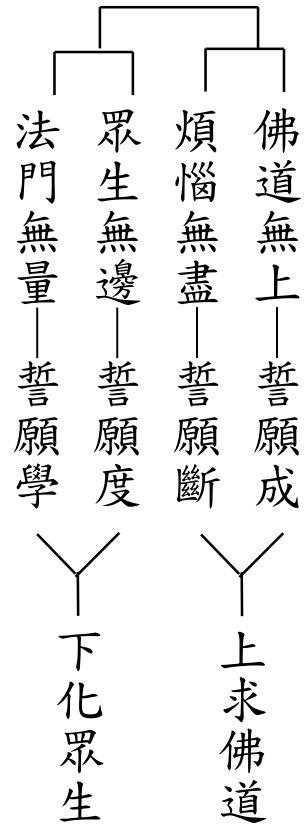 佛道無上—誓願成
煩惱無盡—誓願斷
眾生無邊—誓願度
法門無量—誓願學
上求佛道
下化眾生